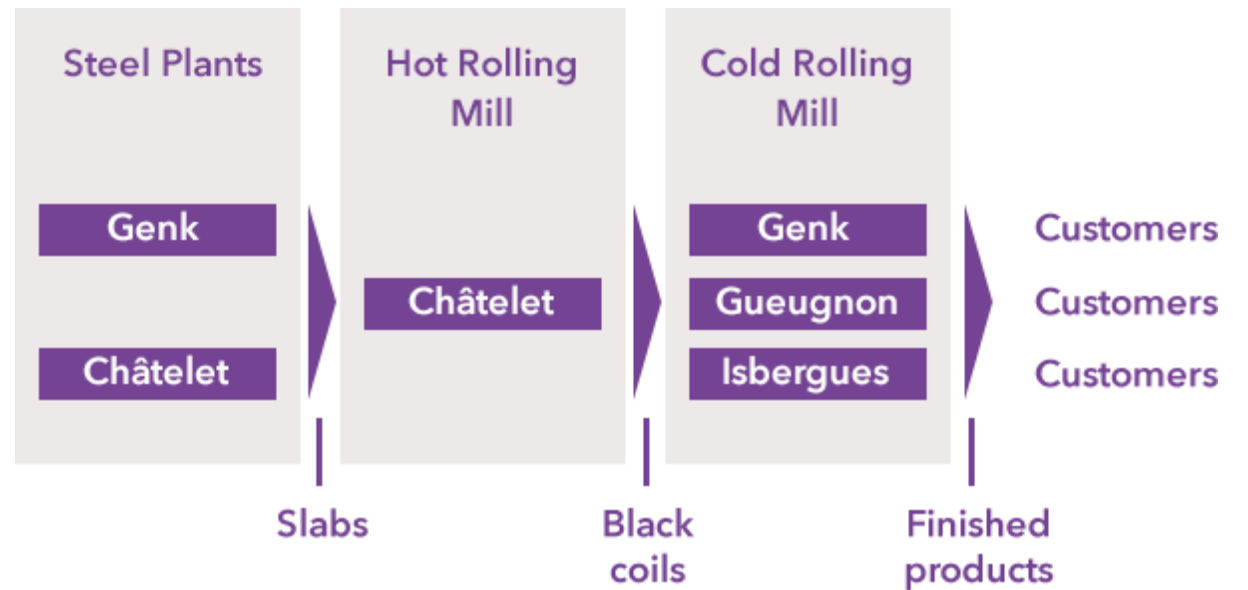 Steel Plants
Hot Rolling
Mill
Cold Rolling
Mill
Genk
Châtelet
Châtelet
Genk
Gueugnon
Isbergues
Customers
Customers
Customers
Slabs
Black
coils
Finished
products